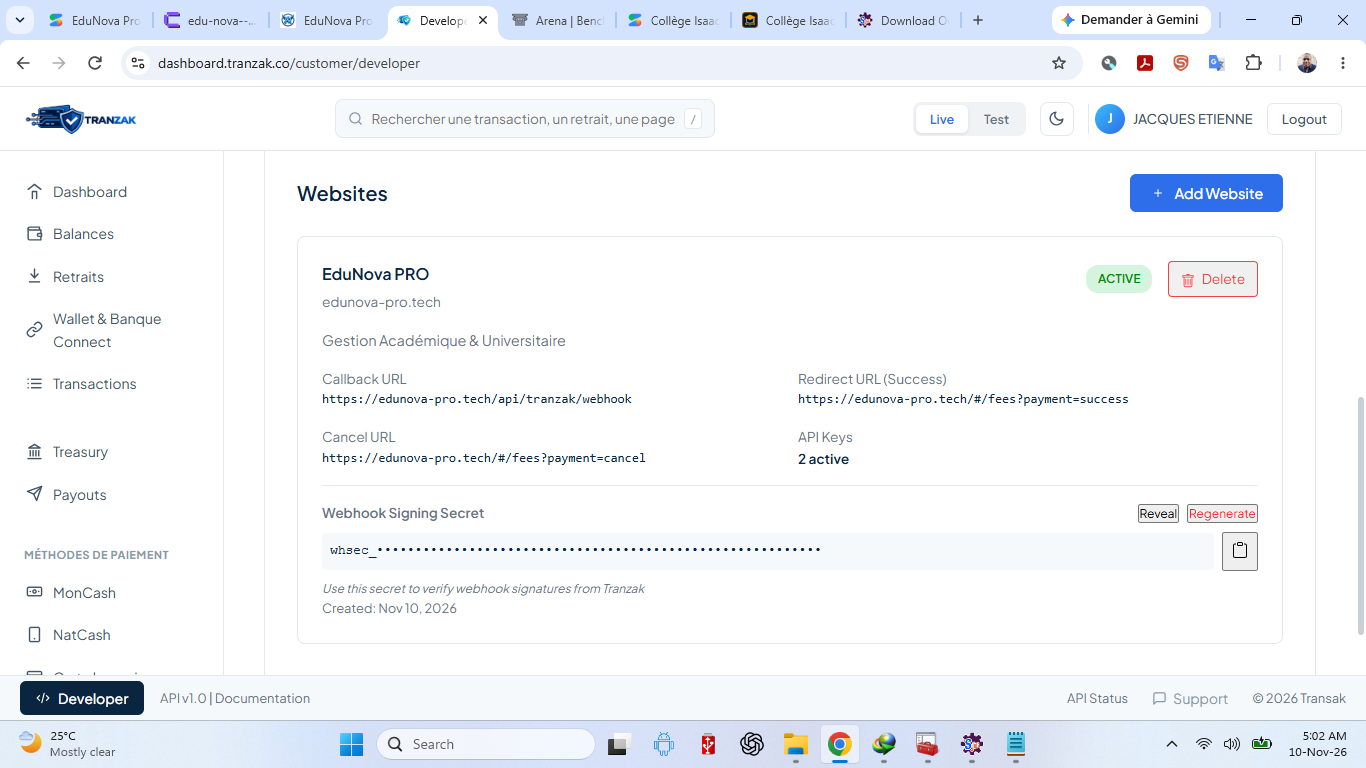 EduNova Pro
edu-nova--
EduNova Pro
Develope
Arena | Benc
Collège Isaac
Collège Isaac
Download O
Demander à Gemini
dashboard.tranzak.co/customer/developer
TRANZAK
Rechercher une transaction, un retrait, une page /
Live
Test
J
JACQUES ETIENNE
Logout
Dashboard
Balances
Retraits
Wallet & Banque
Connect
Transactions
Treasury
Payouts
MÉTHODES DE PAIEMENT
MonCash
NatCash
Websites
+ Add Website
EduNova PRO
edunova-pro.tech
ACTIVE
Delete
Gestion Académique & Universitaire
Callback URL
https://edunova-pro.tech/api/tranzak/webhook
Redirect URL (Success)
https://edunova-pro.tech/#/fees?payment=success
Cancel URL
https://edunova-pro.tech/#/fees?payment=cancel
API Keys
2 active
Webhook Signing Secret
Reveal
Regenerate
whsec_••••••••••••••••••••••••••••••••••••••••••••••••••••••••••
Use this secret to verify webhook signatures from Tranzak
Created: Nov 10, 2026
</> Developer
API v1.0 | Documentation
API Status
Support
© 2026 Transak
25°C
Mostly clear
Search
5:02 AM
10-Nov-26